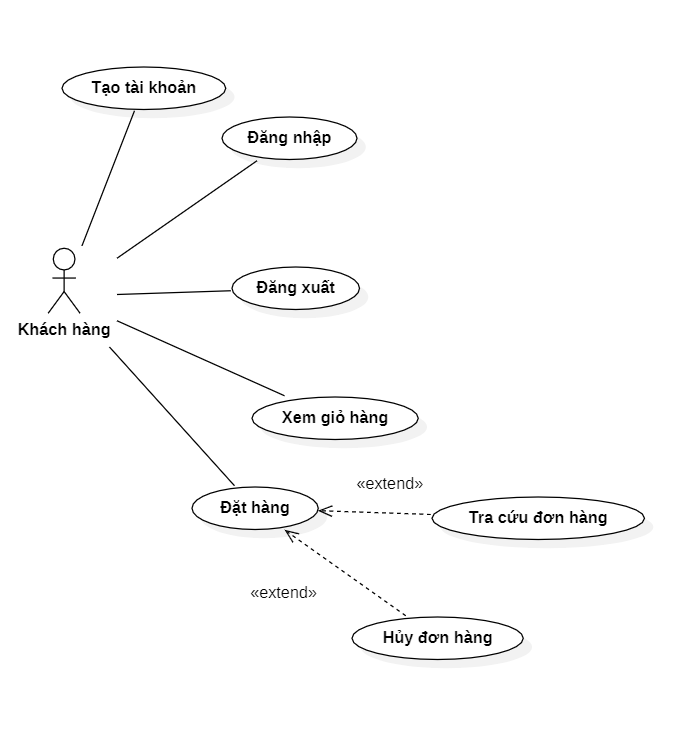 Tạo tài khoản
Đăng nhập
Đăng xuất
Khách hàng
Xem giỏ hàng
Đặt hàng
«extend»
Tra cứu đơn hàng
«extend»
Hủy đơn hàng